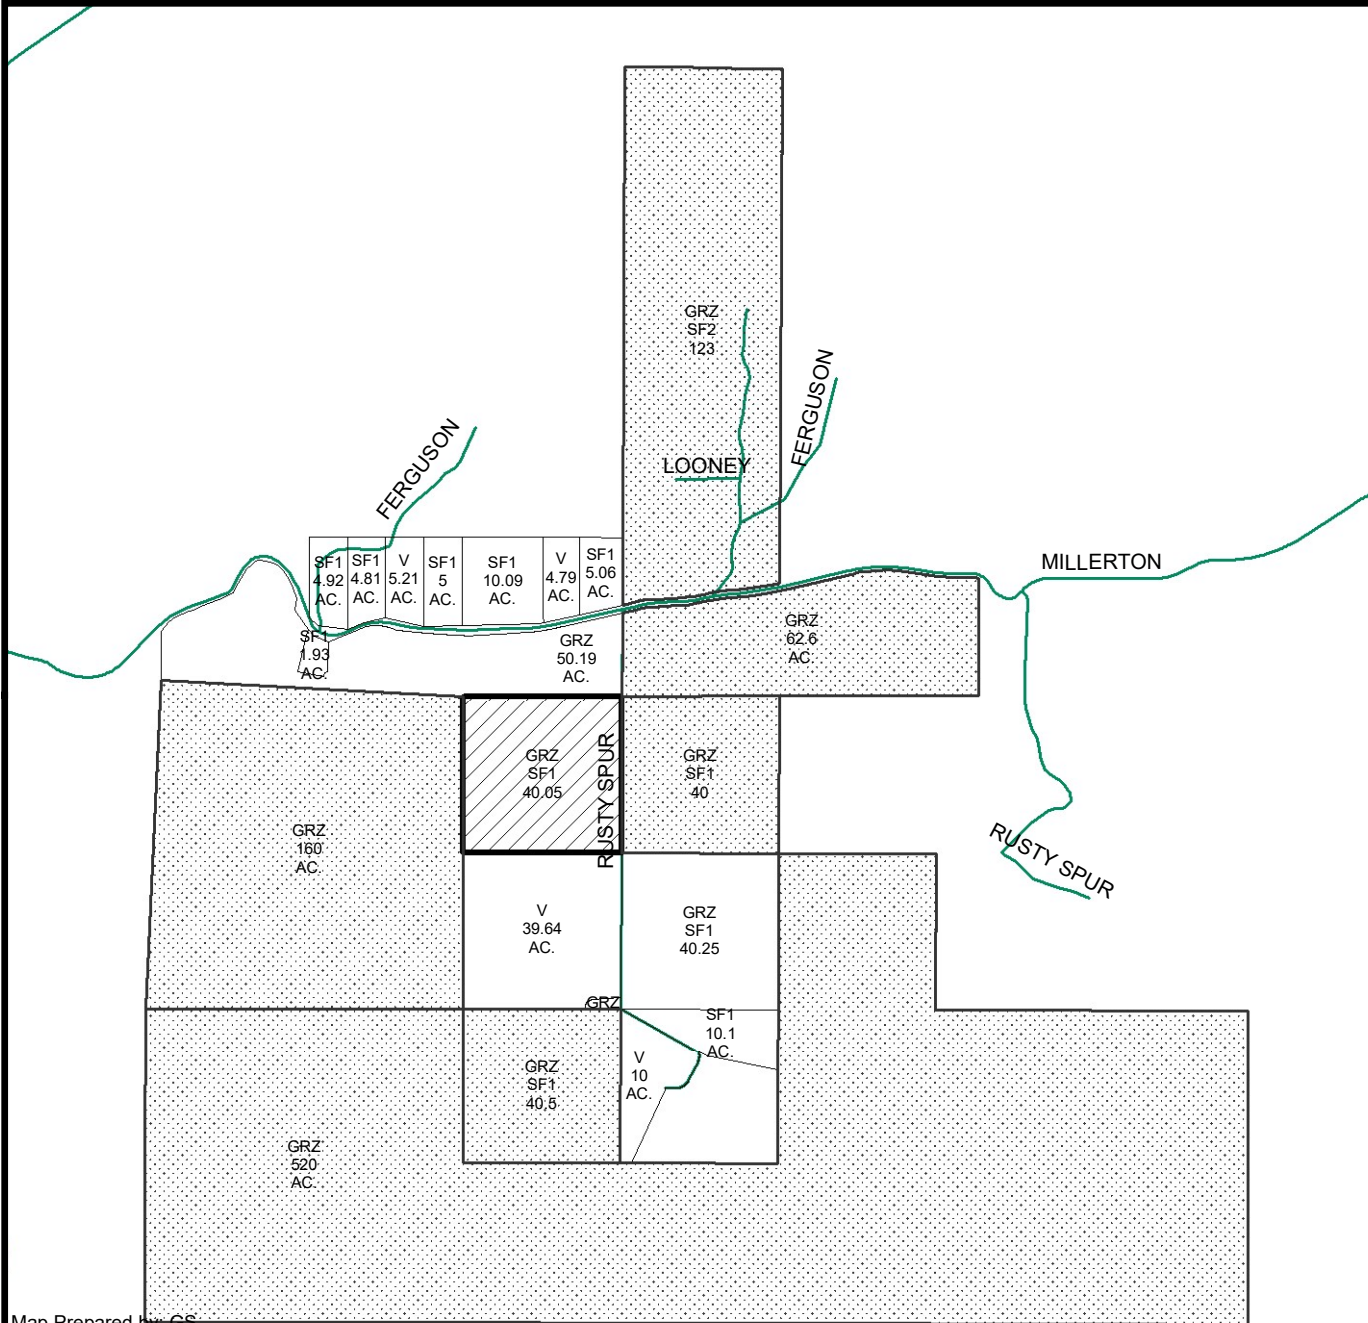 GRZ
SF2
123
FERGUSON
FERGUSON
LOONEY
MILLERTON
SF1
4.92
AC.
SF1
4.81
AC.
V
5.21
AC.
SF1
5
AC.
SF1
10.09
AC.
V
4.79
AC.
SF1
5.06
AC.
SF1
1.93
AC.
GRZ
50.19
AC.
GRZ
62.6
AC.
GRZ
SF1
40.05
RUSTY SPUR
GRZ
SF1
40
GRZ
160
AC.
RUSTY SPUR
V
39.64
AC.
GRZ
SF1
40.25
GRZ
SF1
10.1
AC.
V
10
AC.
GRZ
SF1
40.5
GRZ
520
AC.
Map Prepared by: GS